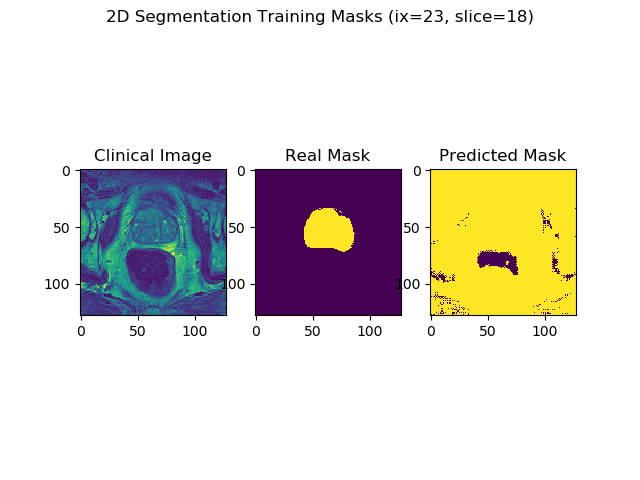 2D Segmentation Training Masks (ix=23, slice=18)
Clinical Image Real Mask Predicted Mask
0 0 0
50 50 50
100 100 100
0 50 100 0 50 100 0 50 100